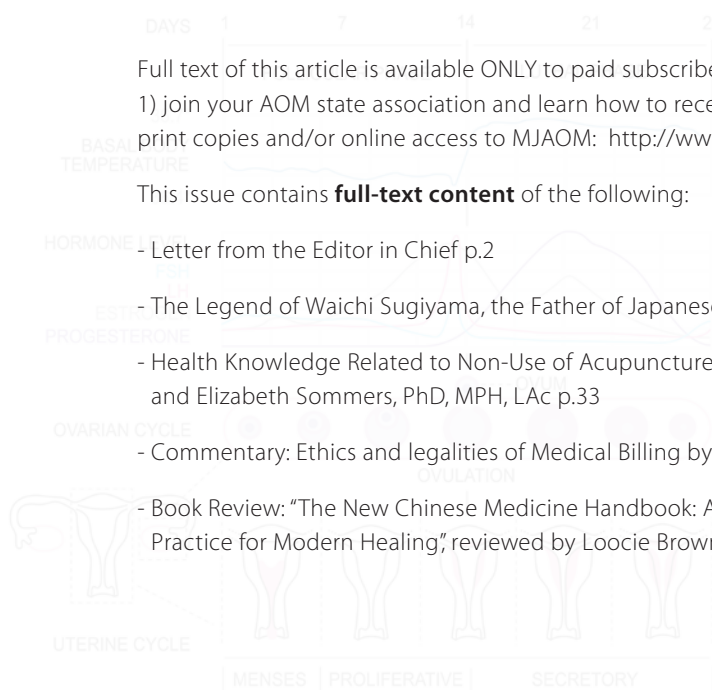 DAYS 1 7 14 21 2
Full text of this article is available ONLY to paid subscribe
1) join your AOM state association and learn how to rece
print copies and/or online access to MJAOM: http://ww
BASAL
TEMPERATURE
This issue contains full-text content of the following:
HORMONE LEVEL
- Letter from the Editor in Chief p.2
FSH
LH
- The Legend of Waichi Sugiyama, the Father of Japanes
PROGESTERONE
- Health Knowledge Related to Non-Use of Acupuncture
OVUM
and Elizabeth Sommers, PhD, MPH, LAc p.33
OVARIAN CYCLE
- Commentary: Ethics and legalities of Medical Billing by
OVULATION
- Book Review: “The New Chinese Medicine Handbook: A
Practice for Modern Healing”, reviewed by Loocie Brown
UTERINE CYCLE
MENSES PROLIFERATIVE SECRETORY